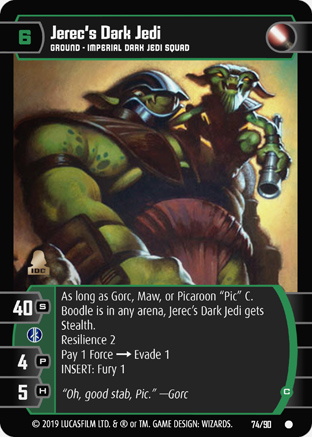 6 Jerec's Dark Jedi
GROUND - IMPERIAL DARK JEDI SQUAD
IDC
40 S
As long as Gorc, Maw, or Picaroon “Pic” C.
Boodle is in any arena, Jerec's Dark Jedi gets
Stealth.
Resilience 2
4 P
Pay 1 Force → Evade 1
INSERT: Fury 1
5 H
“Oh, good stab, Pic.” —Gorc
C
© 2019 LUCASFILM LTD. & ® or TM. GAME DESIGN: WIZARDS. 74/90